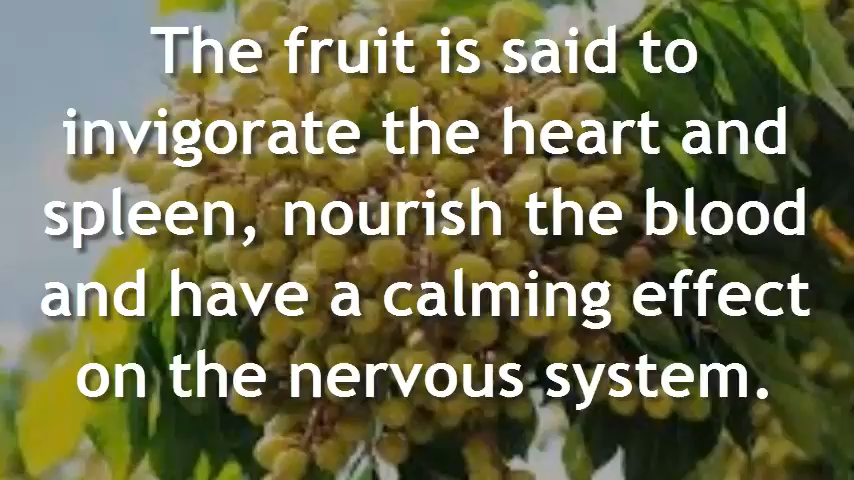 The fruit is said to
invigorate the heart and
spleen, nourish the blood
and have a calming effect
on the nervous system.